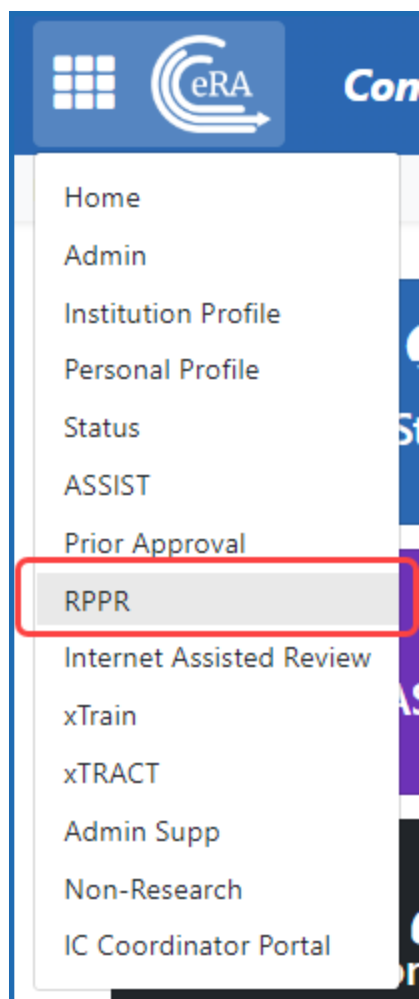 eRA
Home
Admin
Institution Profile
Personal Profile
Status
ASSIST
Prior Approval
RPPR
Internet Assisted Review
xTrain
xTRACT
Admin Supp
Non-Research
IC Coordinator Portal